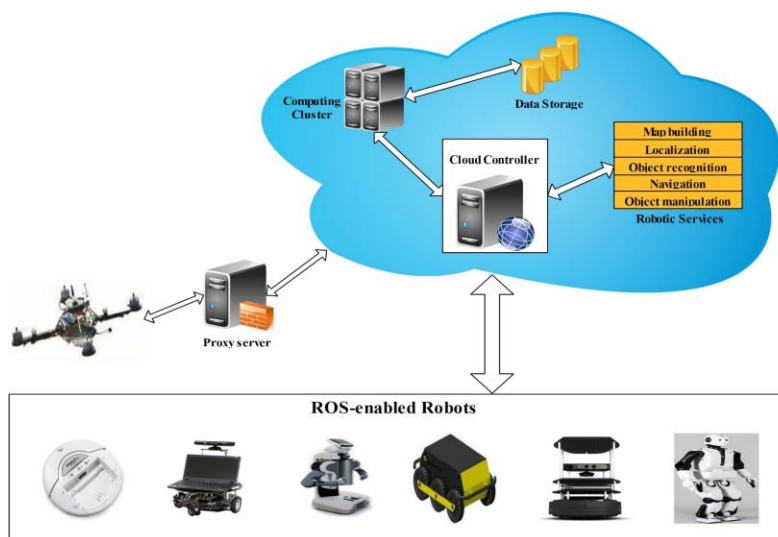 Computing
Cluster
Data Storage
Cloud Controller
Map building
Localization
Object recognition
Navigation
Object manipulation
Robotic Services
Proxy server
ROS-enabled Robots